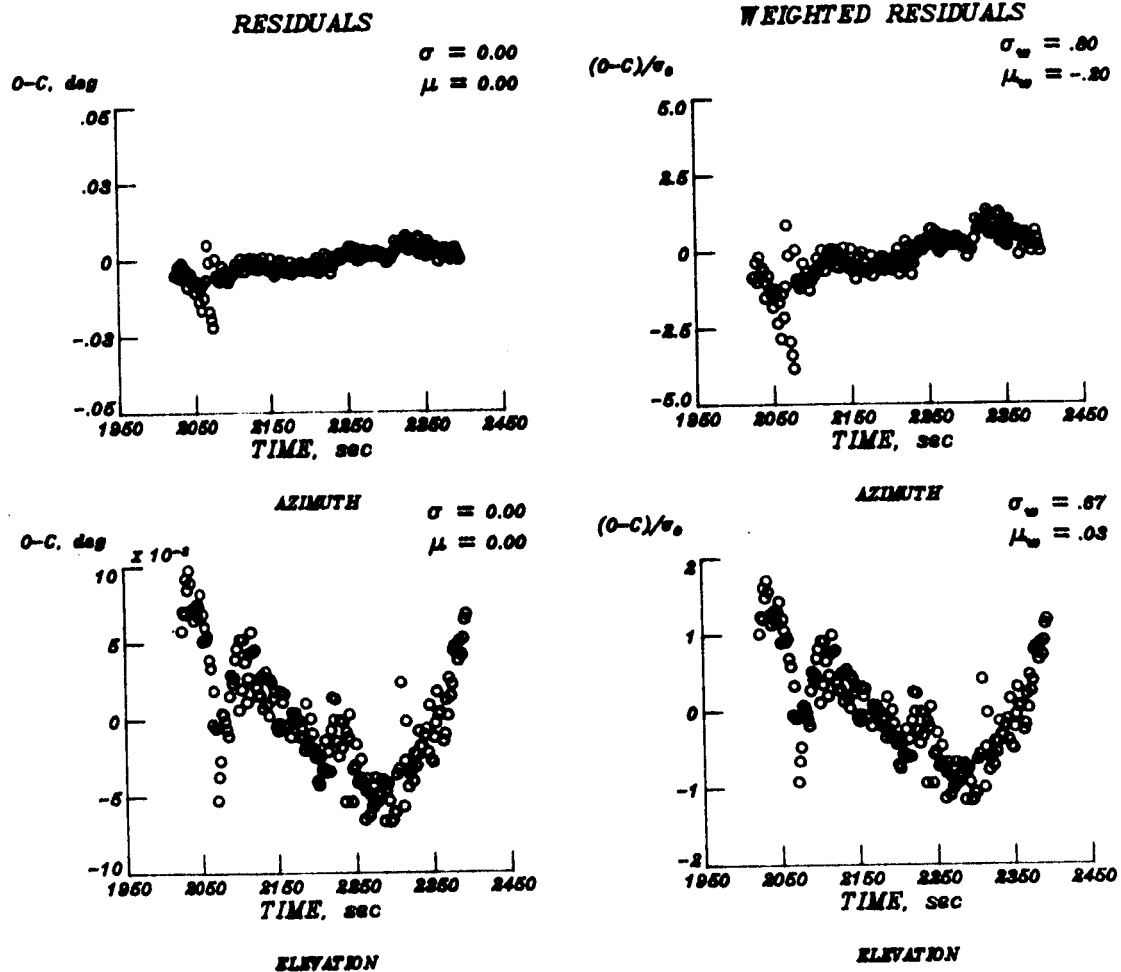 RESIDUALS
σ = 0.00
μ = 0.00
O-C, deg
.05
.03
0
-.03
-.05
1950 2050 2150 2250 2350 2450
TIME, sec
AZIMUTH
WEIGHTED RESIDUALS
σw = .80
μw = -.20
(O-C)/σ0
5.0
2.5
0
-2.5
-5.0
1950 2050 2150 2250 2350 2450
TIME, sec
AZIMUTH
σ = 0.00
μ = 0.00
O-C, deg
10
5
0
-5
-10
1950 2050 2150 2250 2350 2450
TIME, sec
ELEVATION
σw = .67
μw = .03
(O-C)/σ0
2
1
0
-1
-2
1950 2050 2150 2250 2350 2450
TIME, sec
ELEVATION